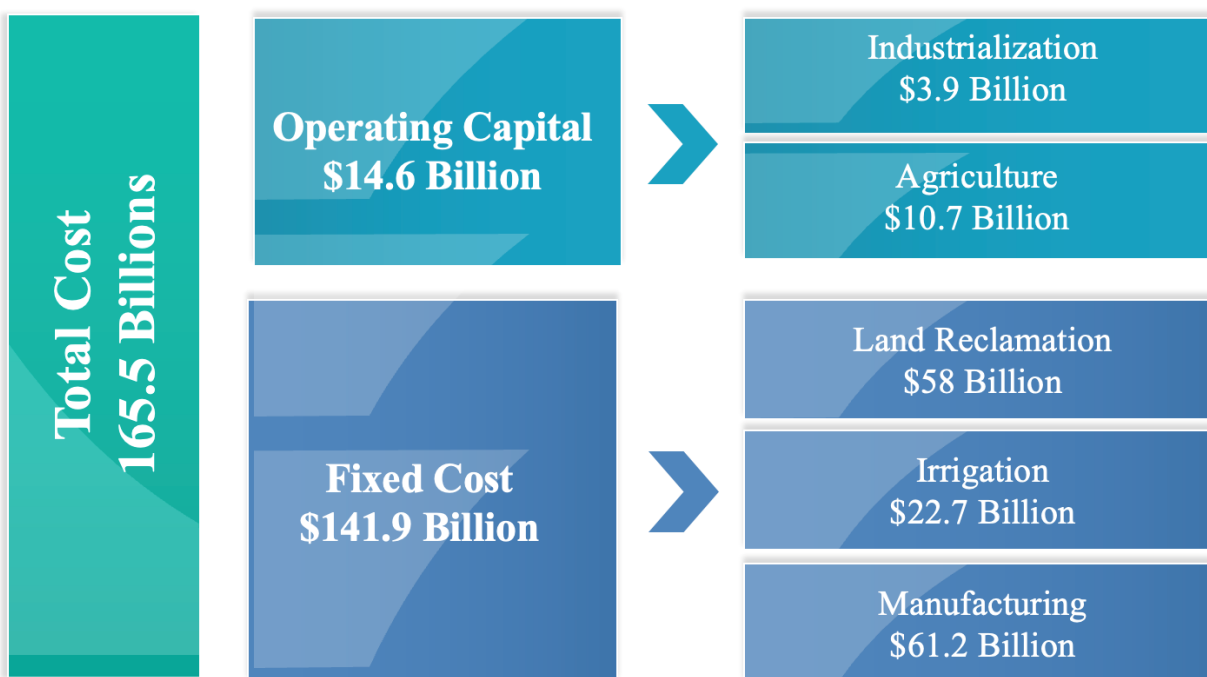 Total Cost
165.5 Billions
Operating Capital
$14.6 Billion
Industrialization
$3.9 Billion
Agriculture
$10.7 Billion
Fixed Cost
$141.9 Billion
Land Reclamation
$58 Billion
Irrigation
$22.7 Billion
Manufacturing
$61.2 Billion